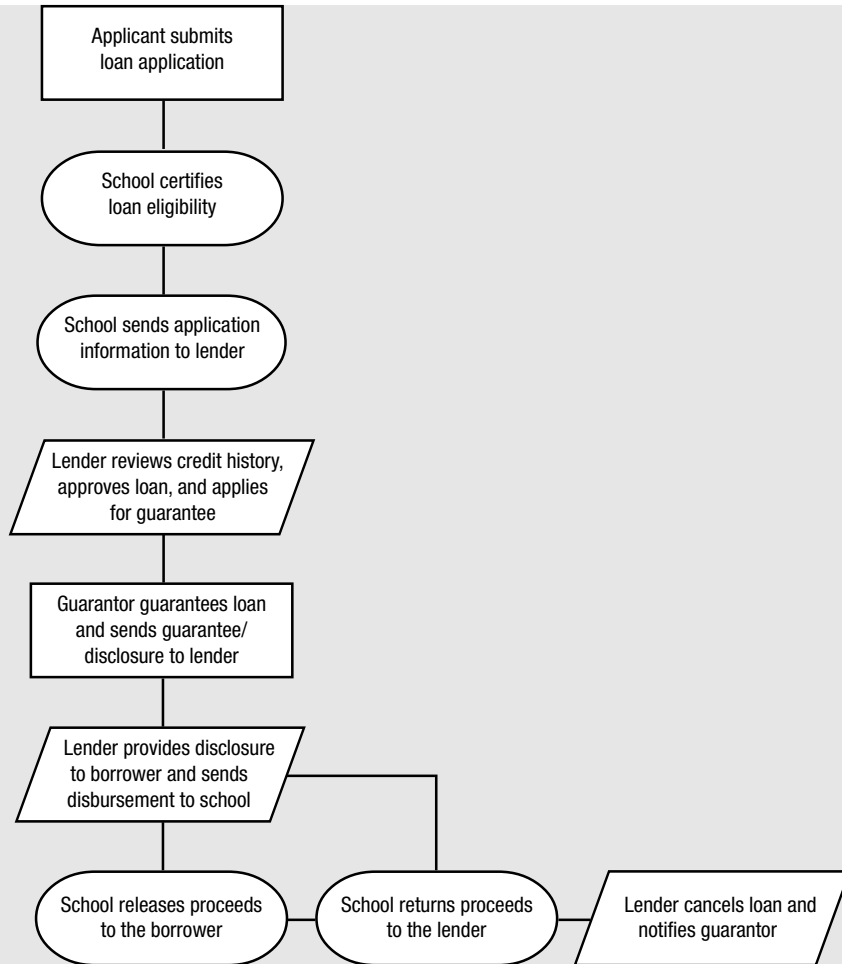 Applicant submits
loan application
School certifies
loan eligibility
School sends application
information to lender
Lender reviews credit history,
approves loan, and applies
for guarantee
Guarantor guarantees loan
and sends guarantee/
disclosure to lender
Lender provides disclosure
to borrower and sends
disbursement to school
School releases proceeds
to the borrower
School returns proceeds
to the lender
Lender cancels loan and
notifies guarantor